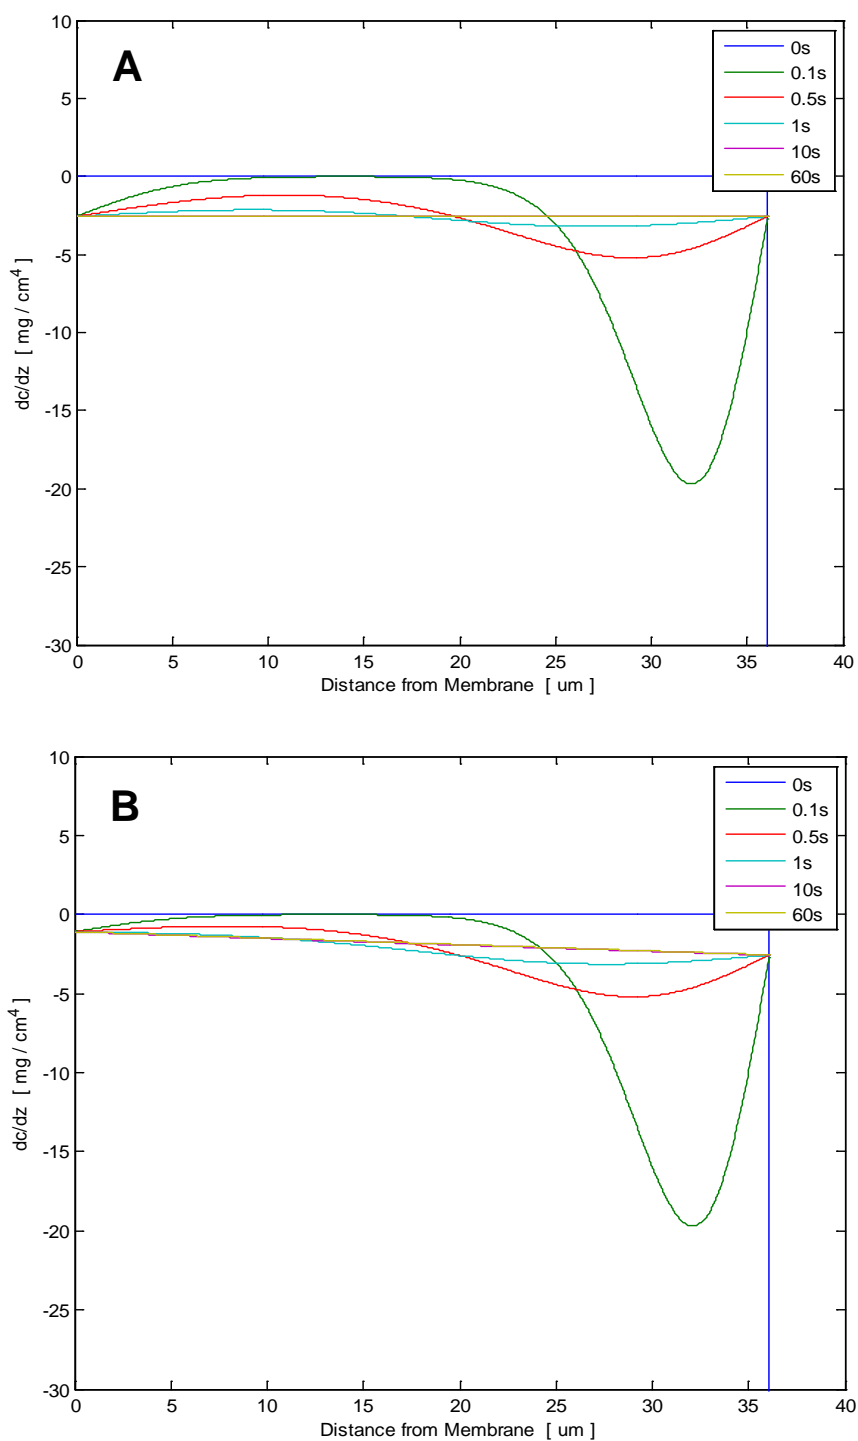 A
10
5
0
-5
-10
-15
-20
-25
-30
dc/dz [ mg / cm4 ]
0s
0.1s
0.5s
1s
10s
60s
0 5 10 15 20 25 30 35 40
Distance from Membrane [ um ]
B
10
5
0
-5
-10
-15
-20
-25
-30
dc/dz [ mg / cm4 ]
0s
0.1s
0.5s
1s
10s
60s
0 5 10 15 20 25 30 35 40
Distance from Membrane [ um ]